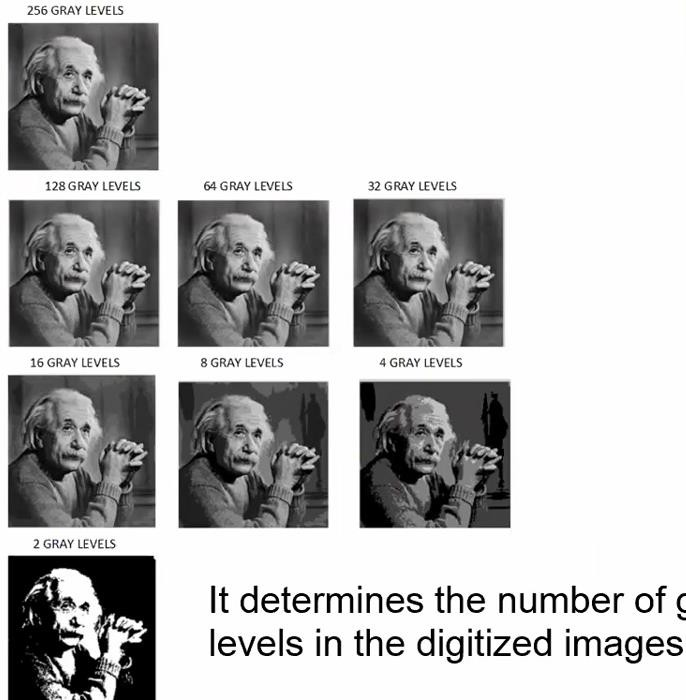 256 GRAY LEVELS
128 GRAY LEVELS 64 GRAY LEVELS 32 GRAY LEVELS
16 GRAY LEVELS 8 GRAY LEVELS 4 GRAY LEVELS
2 GRAY LEVELS
It determines the number of
levels in the digitized images